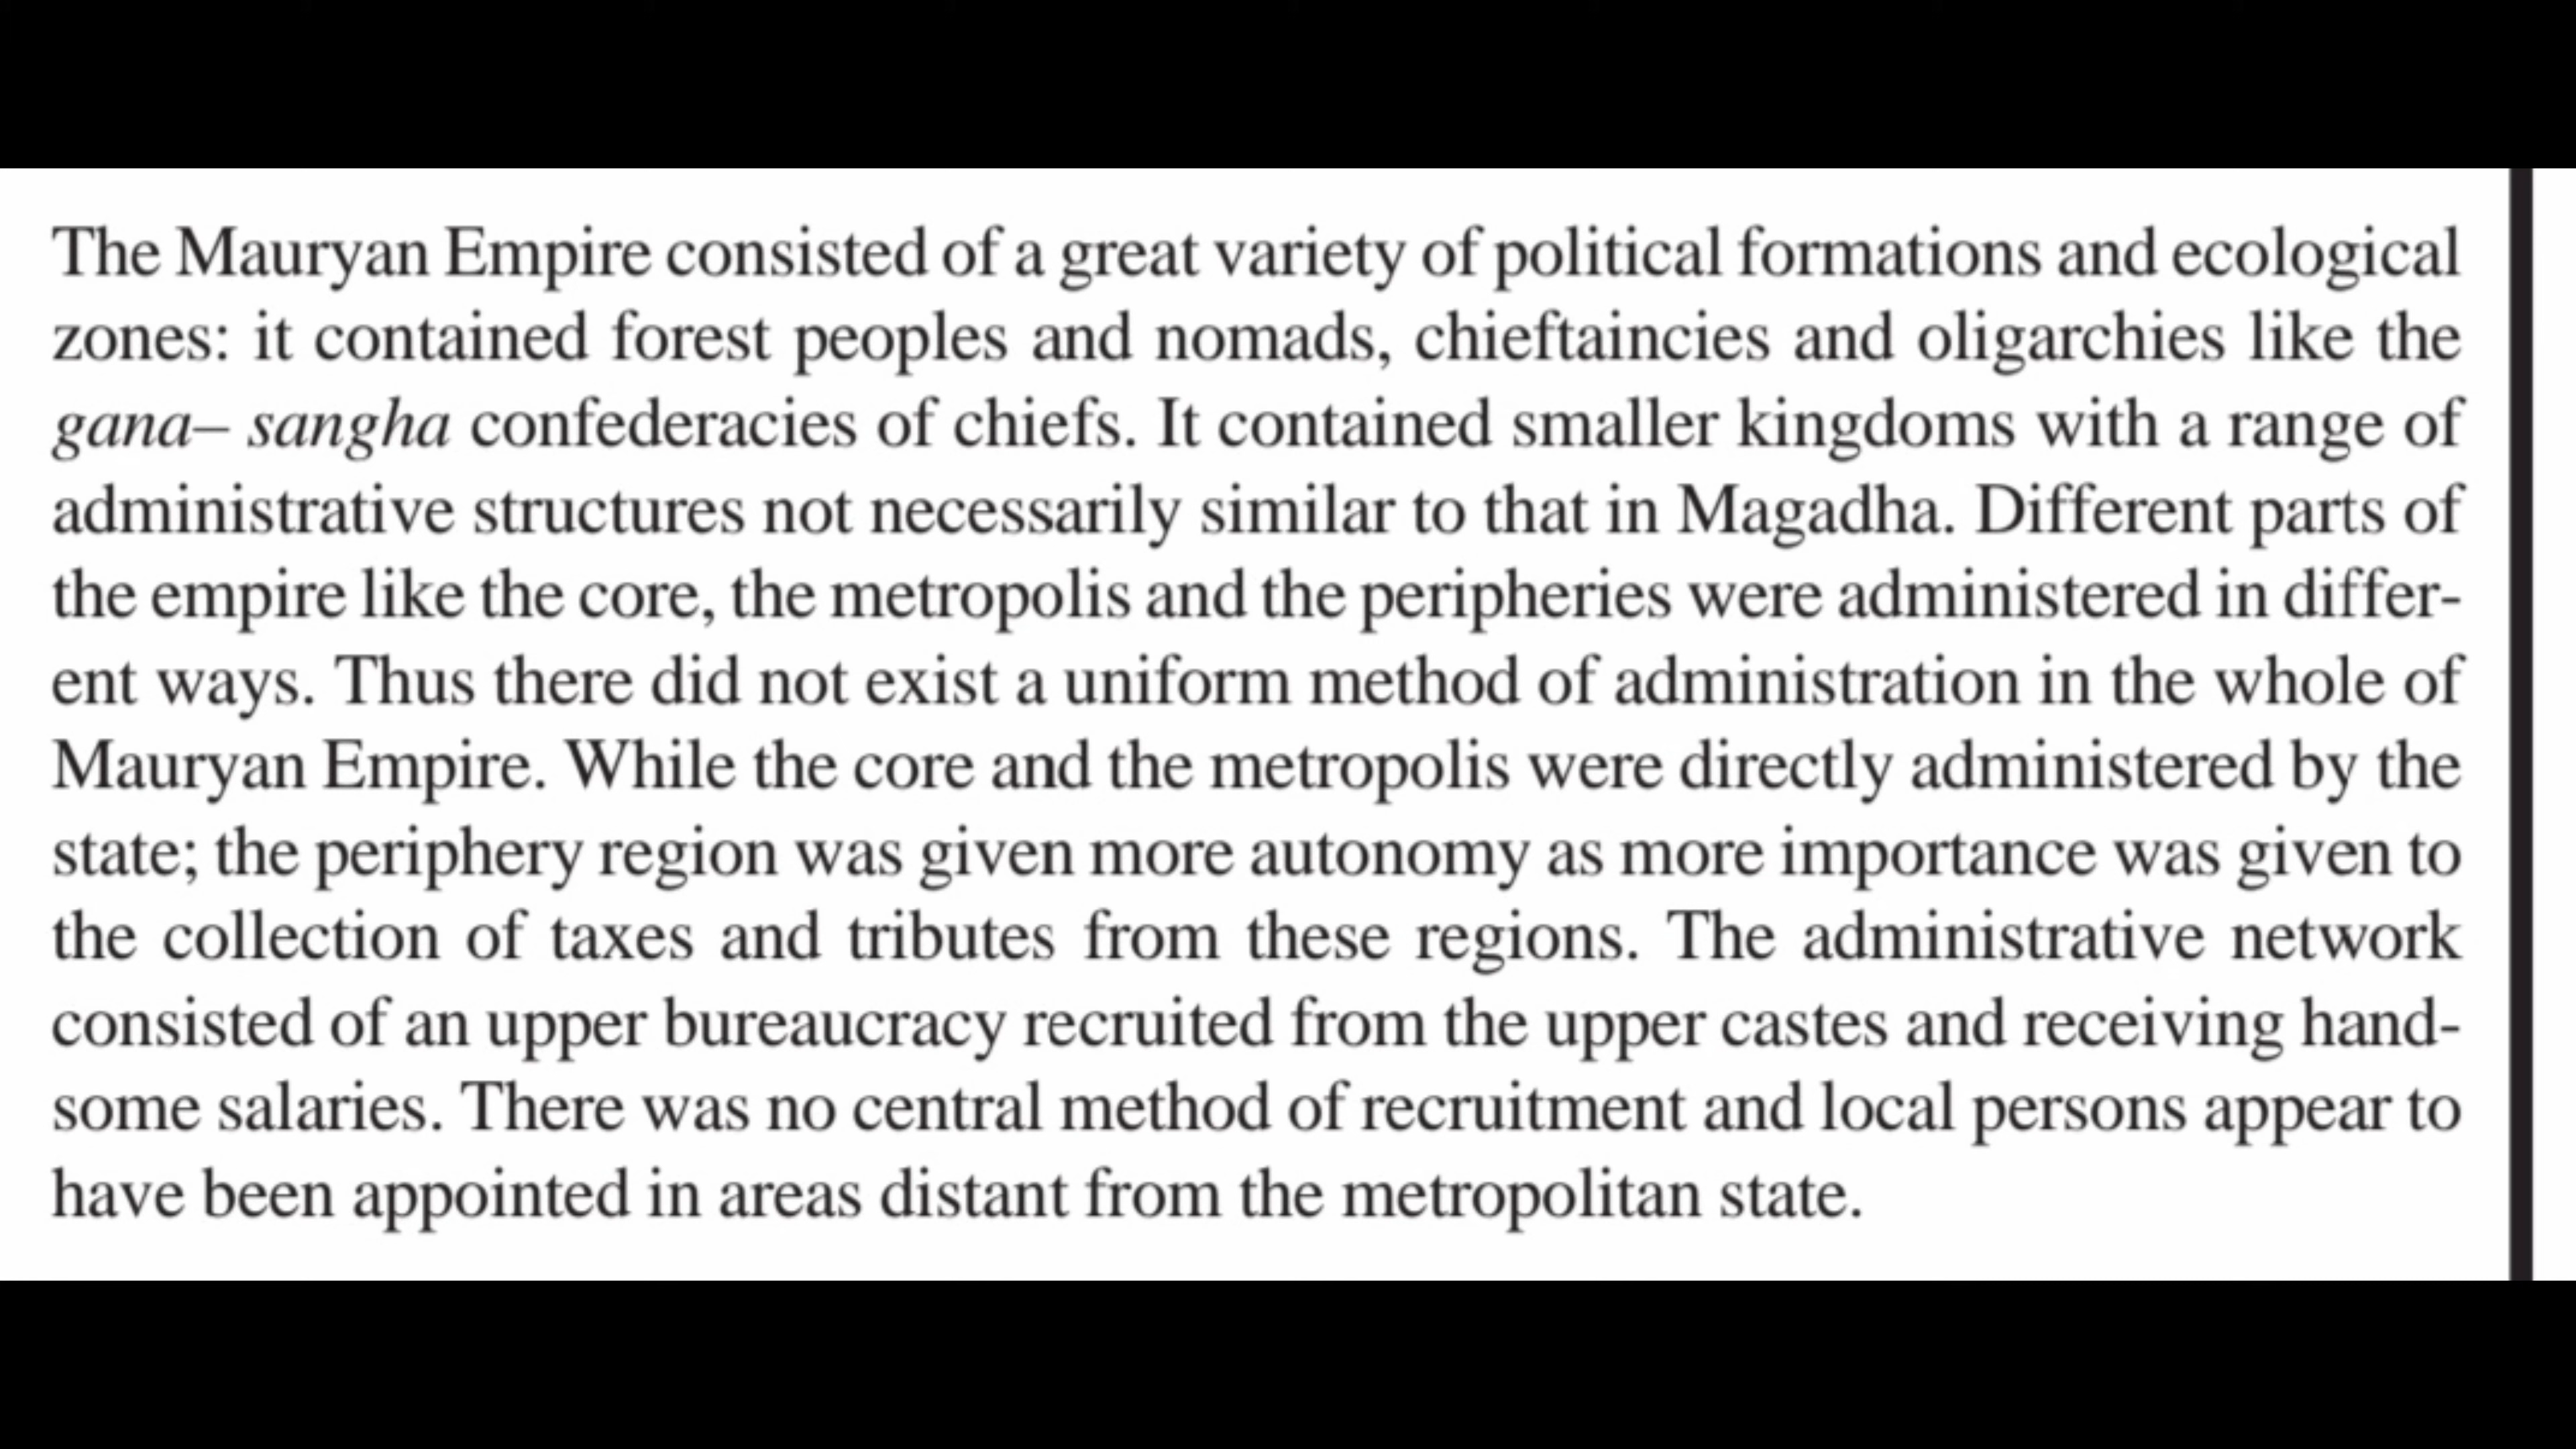 The Mauryan Empire consisted of a great variety of political formations and ecological
zones: it contained forest peoples and nomads, chieftaincies and oligarchies like the
gana– sangha confederacies of chiefs. It contained smaller kingdoms with a range of
administrative structures not necessarily similar to that in Magadha. Different parts of
the empire like the core, the metropolis and the peripheries were administered in differ-
ent ways. Thus there did not exist a uniform method of administration in the whole of
Mauryan Empire. While the core and the metropolis were directly administered by the
state; the periphery region was given more autonomy as more importance was given to
the collection of taxes and tributes from these regions. The administrative network
consisted of an upper bureaucracy recruited from the upper castes and receiving hand-
some salaries. There was no central method of recruitment and local persons appear to
have been appointed in areas distant from the metropolitan state.